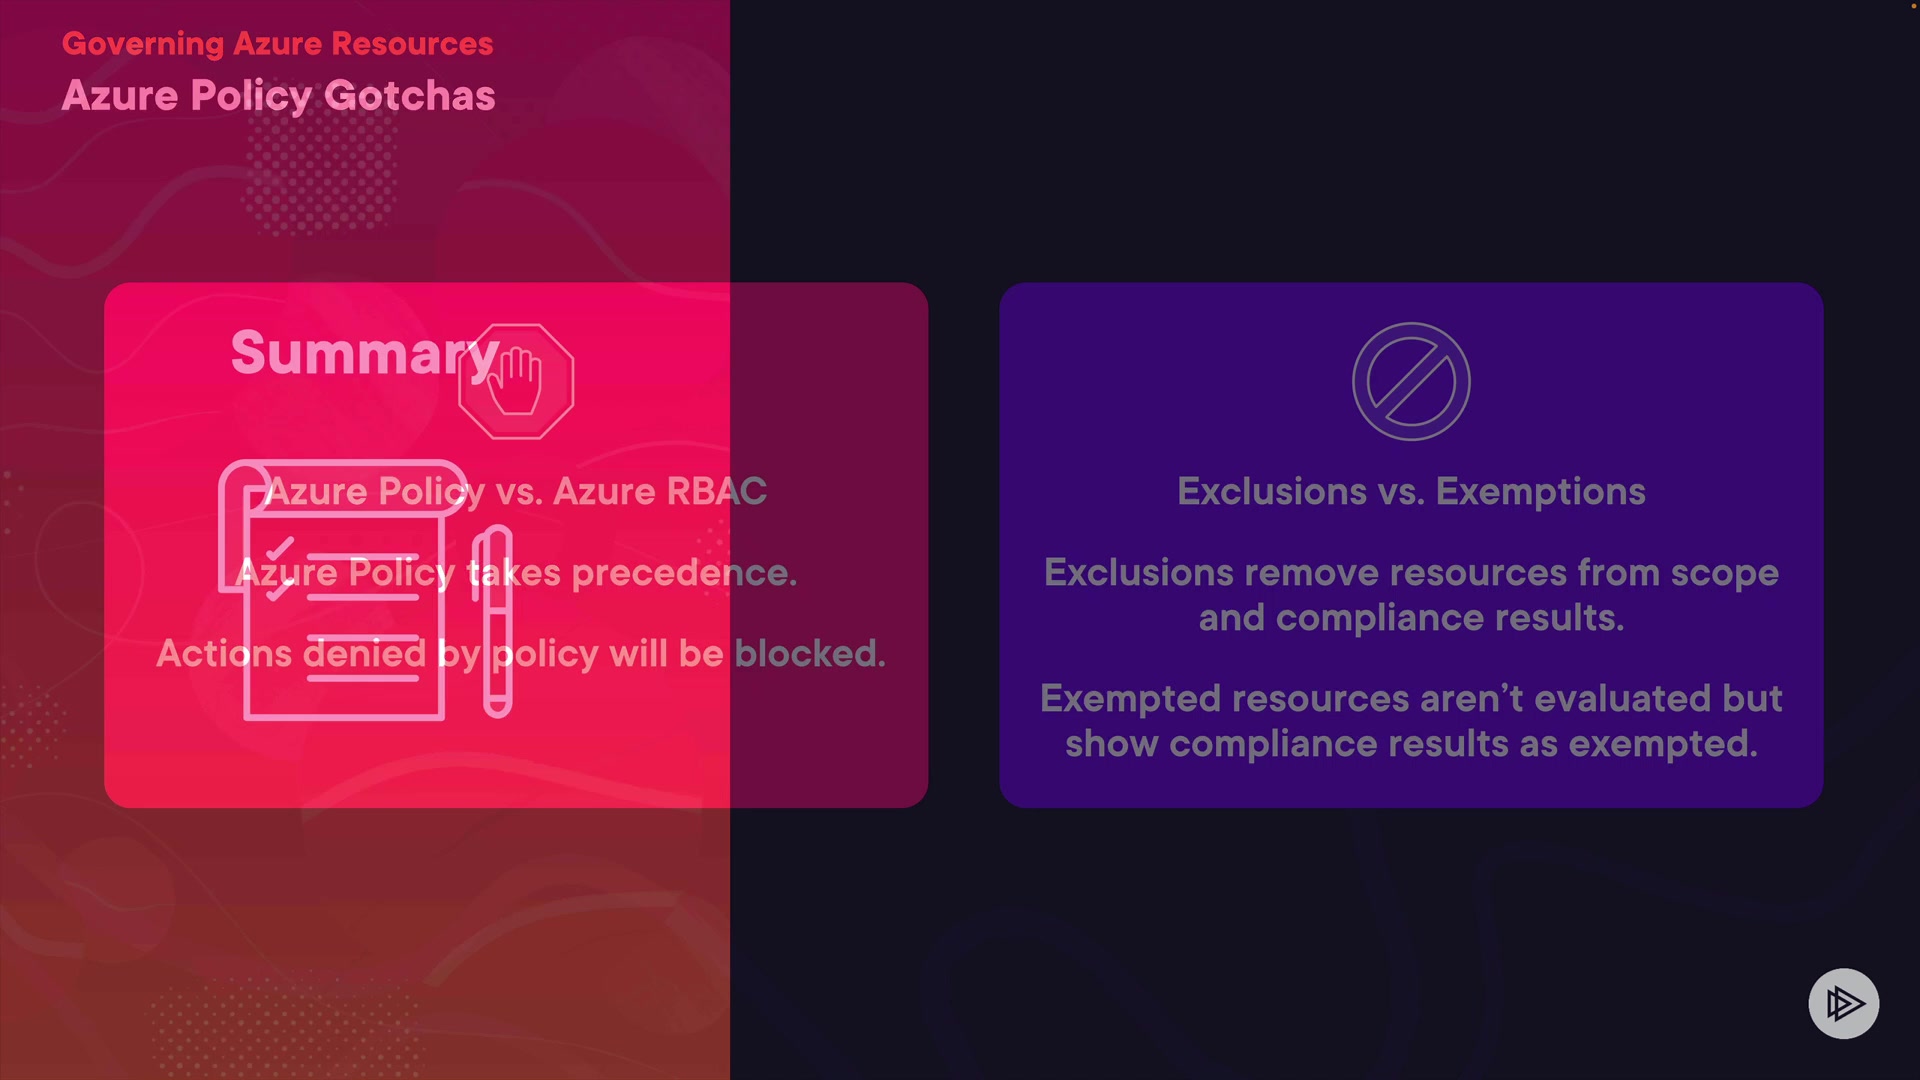 Governing Azure Resources
Azure Policy Gotchas
Summary
Azure Policy vs. Azure RBAC
Azure Policy takes precedence.
Actions denied by policy will be blocked.
Exclusions vs. Exemptions
Exclusions remove resources from scope
and compliance results.
Exempted resources aren’t evaluated but
show compliance results as exempted.